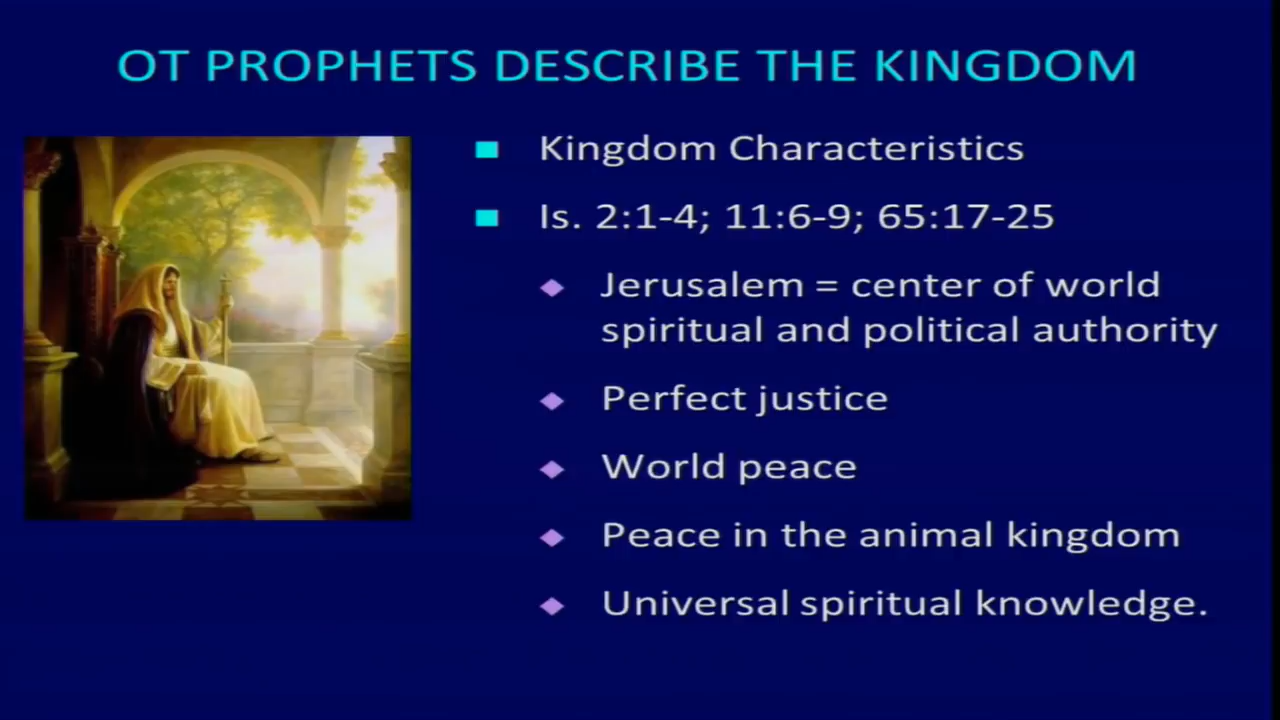 OT PROPHETS DESCRIBE THE KINGDOM
Kingdom Characteristics
Is. 2:1-4; 11:6-9; 65:17-25
Jerusalem = center of world
spiritual and political authority
Perfect justice
World peace
Peace in the animal kingdom
Universal spiritual knowledge.